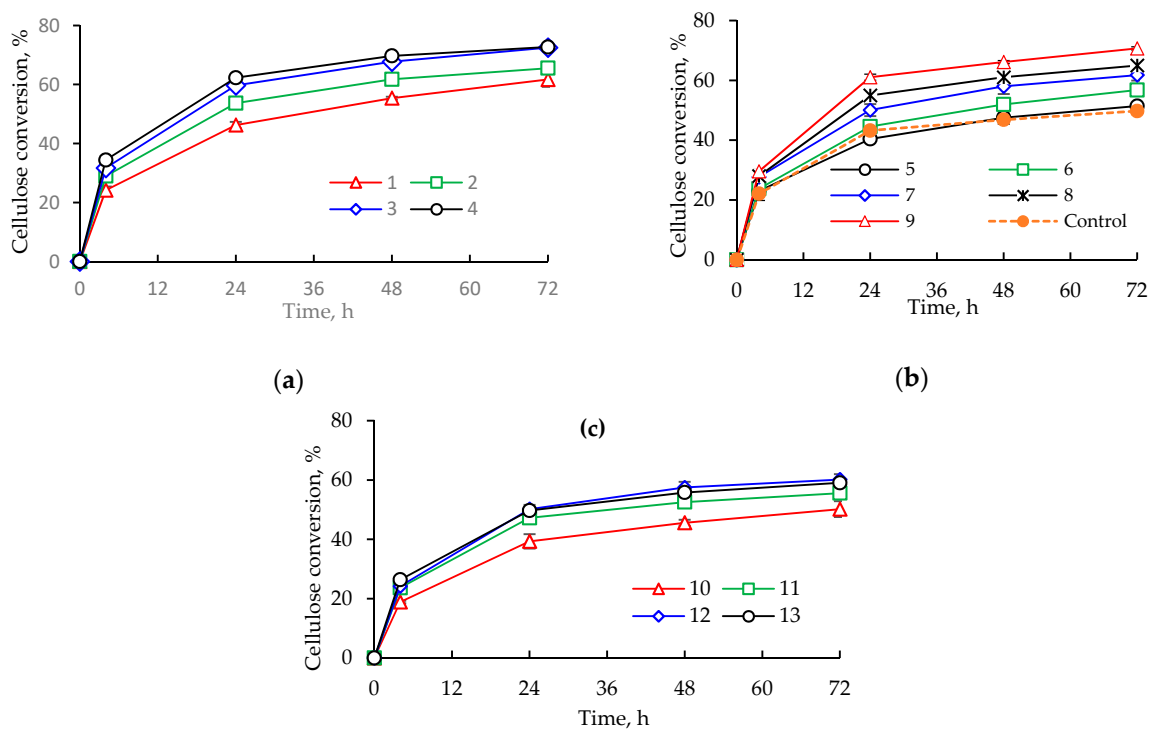 Cellulose conversion, %
80
60
40
20
0
1 2
3 4
0 12 24 36 48 60 72
Time, h
(a)
Cellulose conversion, %
80
60
40
20
0
5 6
7 8
9 Control
0 12 24 36 48 60 72
Time, h
(b)
(c)
Cellulose conversion, %
80
60
40
20
0
10 11
12 13
0 12 24 36 48 60 72
Time, h